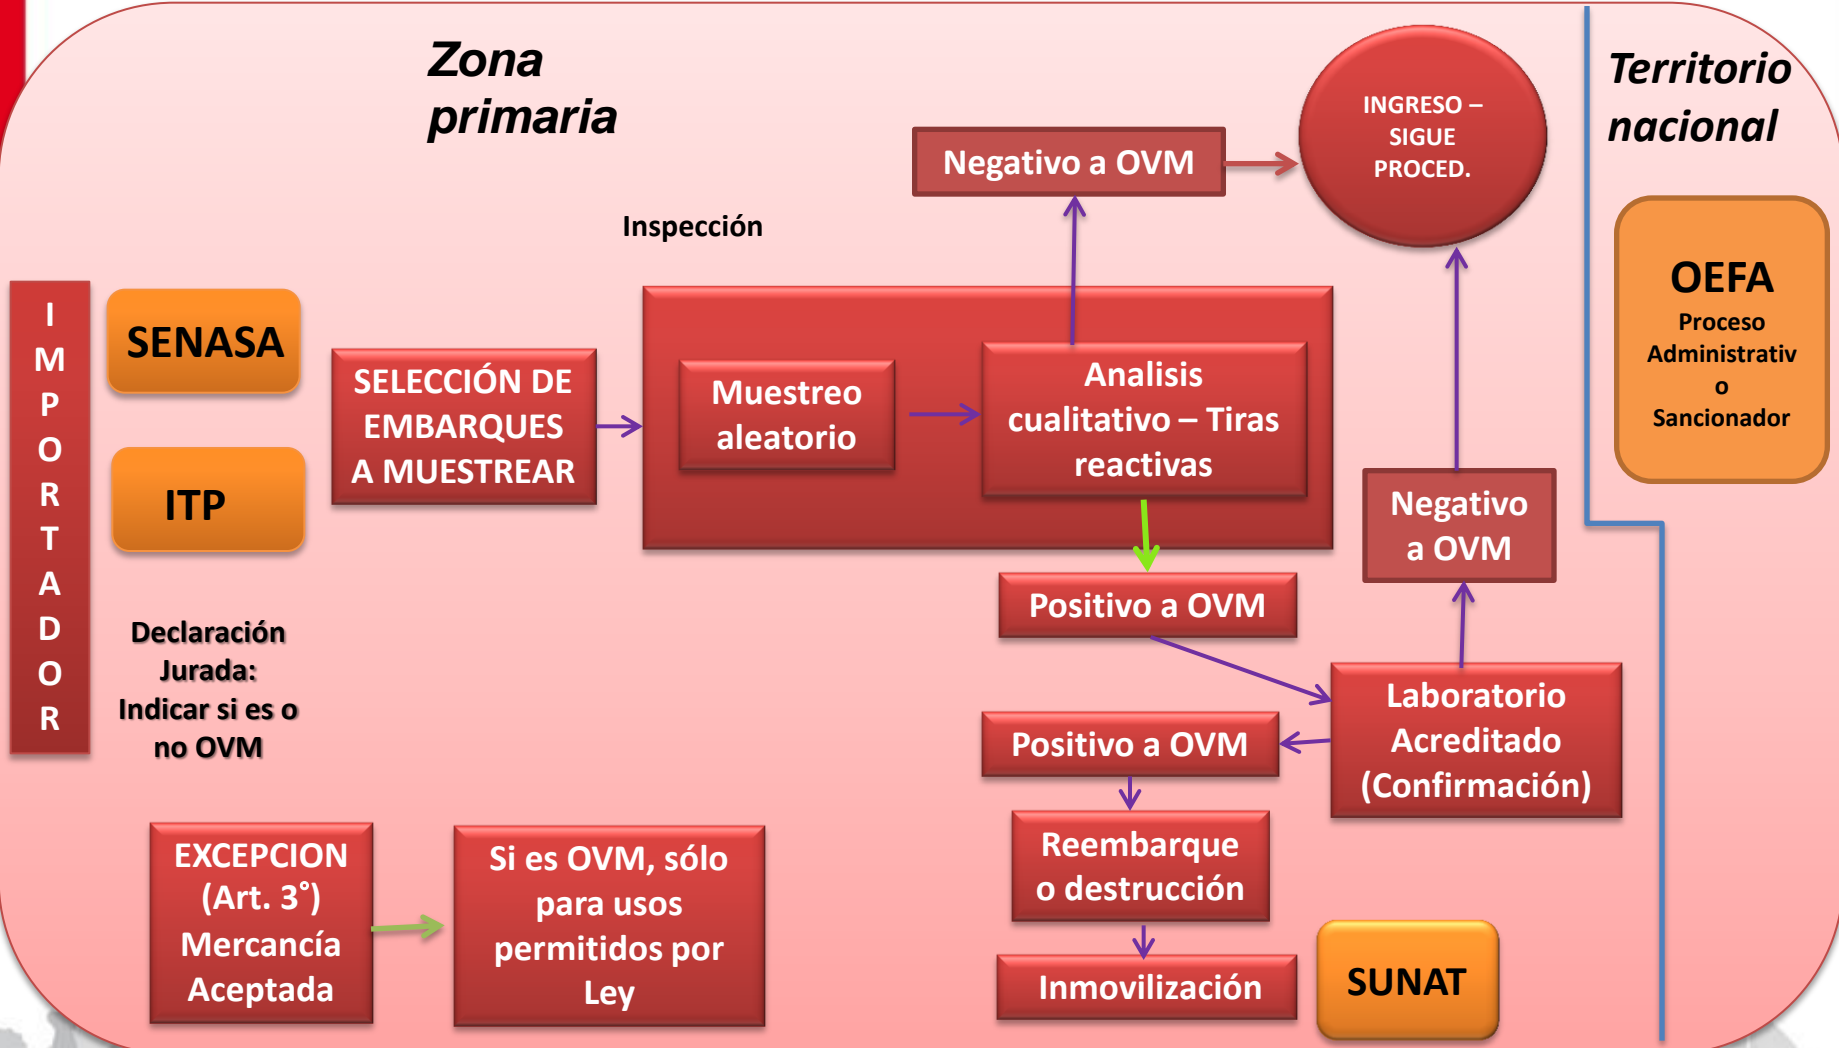 Zona
primaria
Territorio
nacional
INGRESO –
SIGUE
PROCED.
Negativo a OVM
Inspección
I
M
P
O
R
T
A
D
O
R
SENASA
ITP
Declaración
Jurada:
Indicar si es o
no OVM
SELECCIÓN DE
EMBARQUES
A MUESTREAR
Muestreo
aleatorio
Analisis
cualitativo – Tiras
reactivas
OEFA
Proceso
Administrativ
o
Sancionador
Negativo
a OVM
Positivo a OVM
Laboratorio
Acreditado
(Confirmación)
Positivo a OVM
Reembarque
o destrucción
Inmovilización
SUNAT
EXCEPCION
(Art. 3°)
Mercancía
Aceptada
Si es OVM, sólo
para usos
permitidos por
Ley